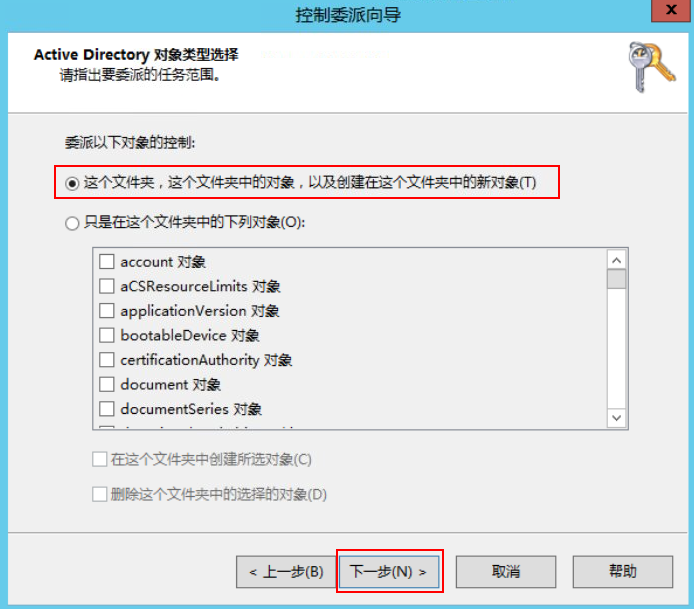 控制委派向导
x
Active Directory 对象类型选择
请指出要委派的任务范围。
委派以下对象的控制:
这个文件夹，这个文件夹中的对象，以及创建在这个文件夹中的新对象(T)
只是在这个文件夹中的下列对象(O):
account 对象
aCSResourceLimits 对象
applicationVersion 对象
bootableDevice 对象
certificationAuthority 对象
document 对象
documentSeries 对象
在这个文件夹中创建所选对象(C)
删除这个文件夹中的选择的对象(D)
< 上一步(B) 下一步(N) > 取消 帮助